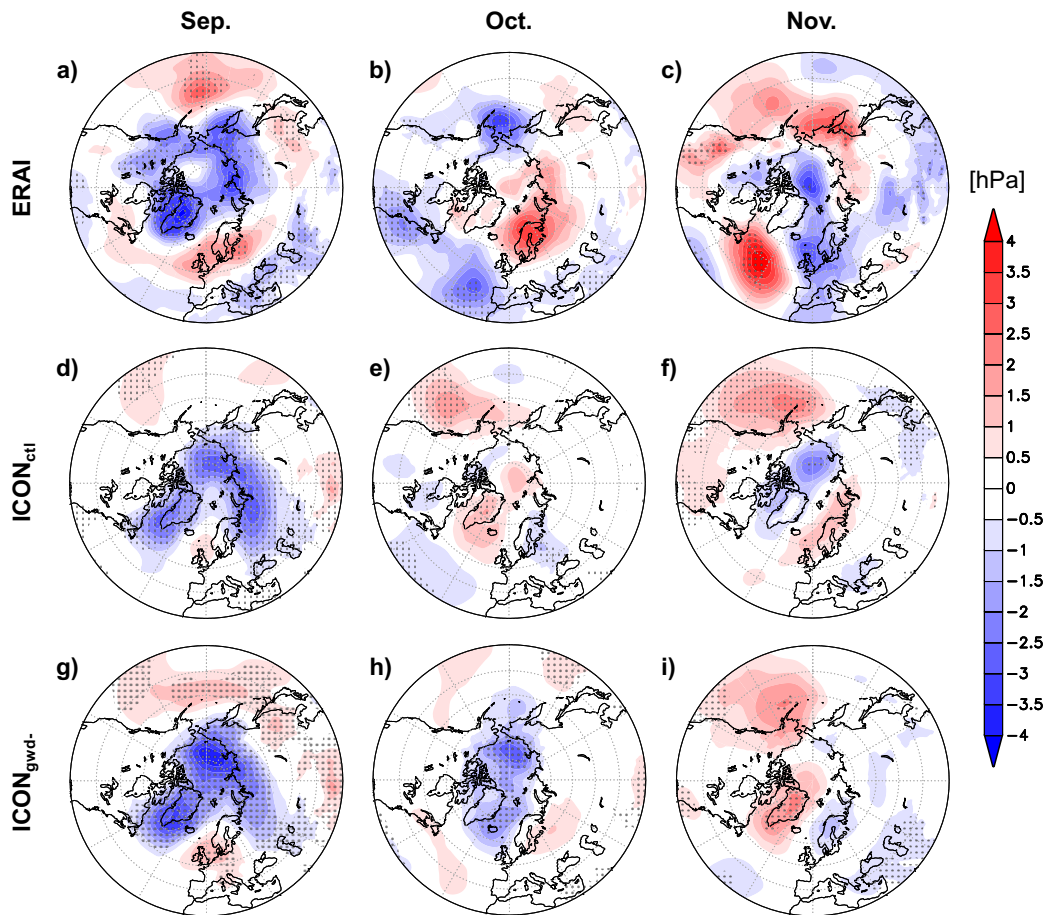 Sep. Oct. Nov.
a) b) c)
ERAI
[hPa]
4
3.5
3
2.5
2
1.5
1
0.5
0
−0.5
−1
−1.5
−2
−2.5
−3
−3.5
−4
d) e) f)
ICONctl
g) h) i)
ICONgwd-